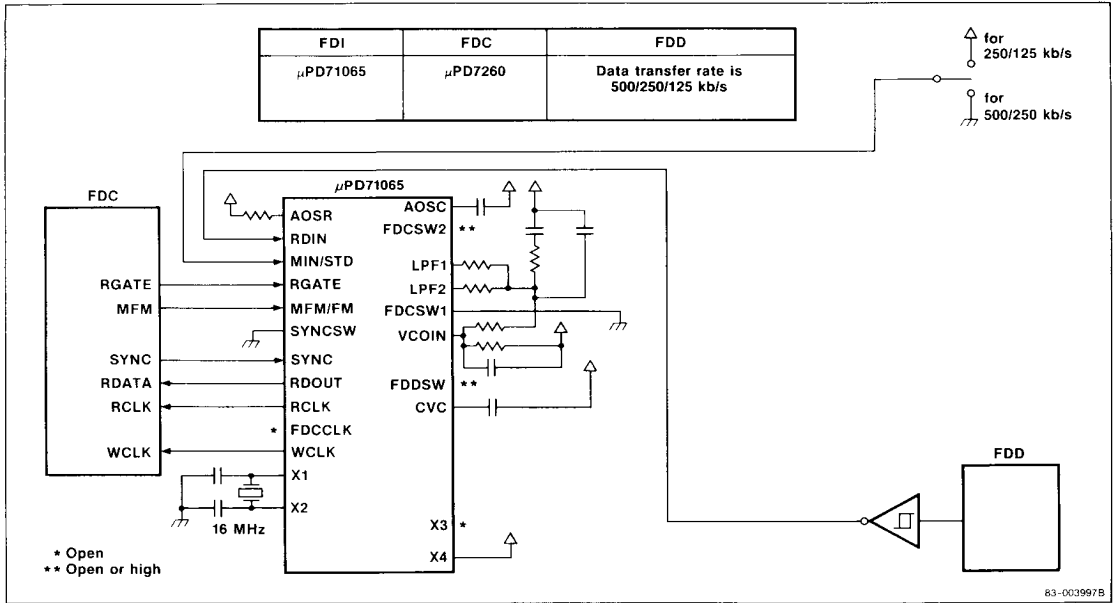 FDI FDC FDD
μPD71065 μPD7260 Data transfer rate is
500/250/125 kb/s
for
250/125 kb/s
for
500/250 kb/s
FDC
RGATE
MFM
SYNC
RDATA
RCLK
WCLK
μPD71065
AOSR
RDIN
MIN/STD
RGATE
MFM/FM
SYNCSW
SYNC
RDOUT
RCLK
* FDCCLK
WCLK
X1
X2
16 MHz
AOSC
FDCSW2 **
LPF1
LPF2
FDCSW1
VCOIN
FDDSW **
CVC
X3 *
X4
FDD
* Open
** Open or high
83-003997B